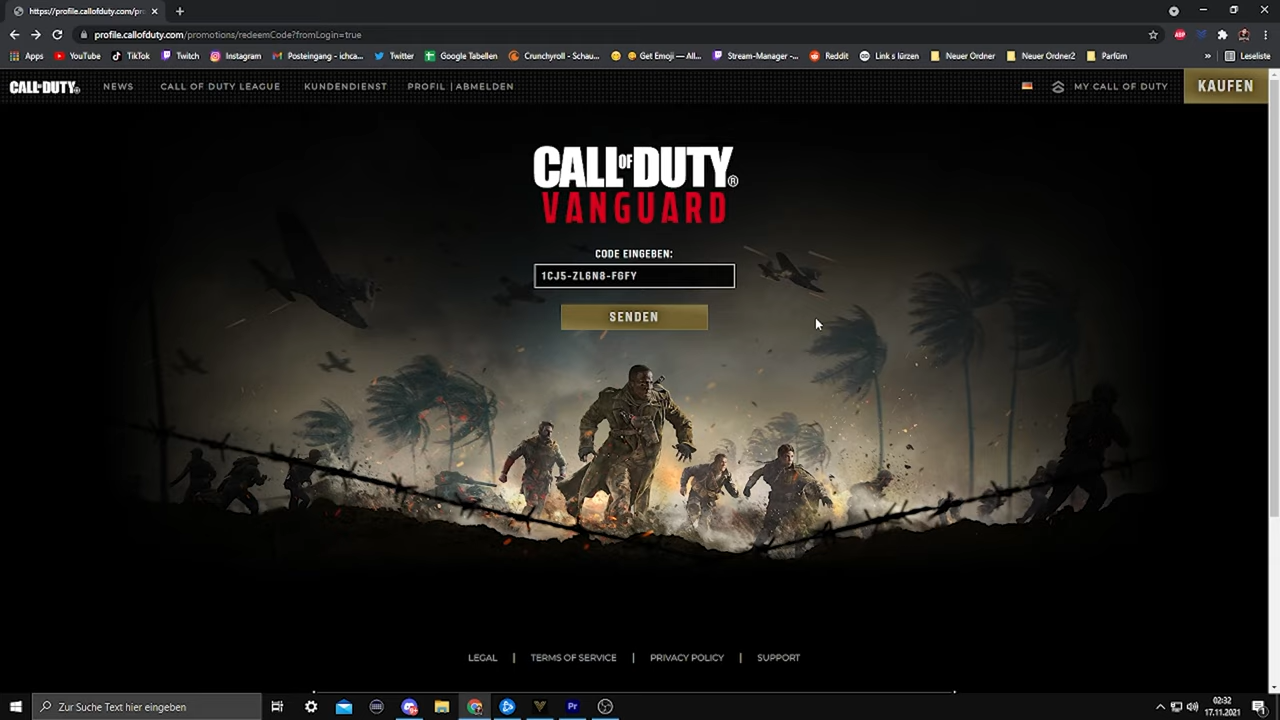 https://profile.callofduty.com/pr
profile.callofduty.com/promotions/redeemCode?fromLogin=true
ABP
Apps YouTube TikTok Twitch Instagram Posteingang - ichca... Twitter Google Tabellen Crunchyroll - Schau... Get Emoji — All... Stream-Manager -... Reddit Link s lürzen Neuer Ordner Neuer Ordner2 Parfüm » Leseliste
CALL OF DUTY NEWS CALL OF DUTY LEAGUE KUNDENDIENST PROFIL | ABMELDEN MY CALL OF DUTY KAUFEN
CALL OF DUTY®
VANGUARD
CODE EINGEBEN:
1CJ5-ZL6N8-FGFY
SENDEN
LEGAL | TERMS OF SERVICE | PRIVACY POLICY | SUPPORT
Zur Suche Text hier eingeben
Pr
02:32
17.11.2021